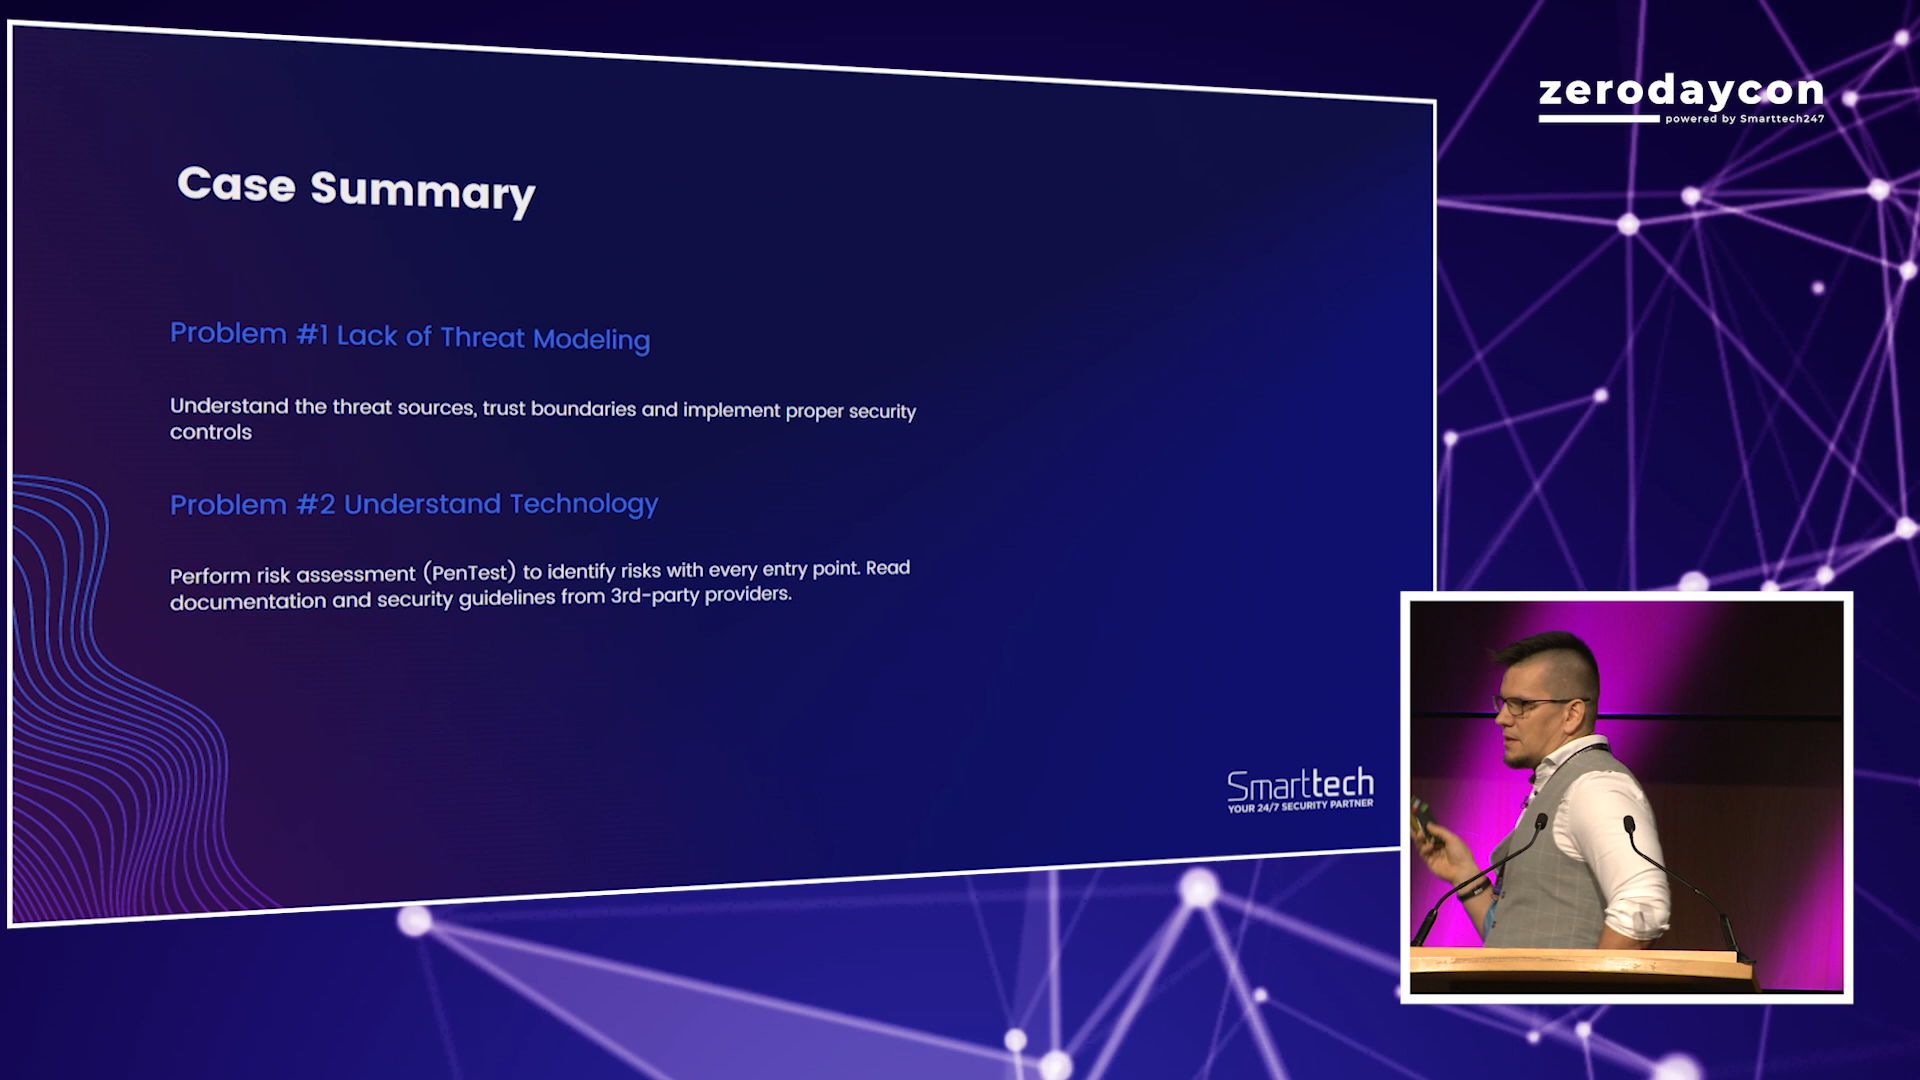 zerodaycon
powered by Smarttech247
Case Summary
Problem #1 Lack of Threat Modeling
Understand the threat sources, trust boundaries and implement proper security
controls
Problem #2 Understand Technology
Perform risk assessment (PenTest) to identify risks with every entry point. Read
documentation and security guidelines from 3rd-party providers.
Smarttech
YOUR 24/7 SECURITY PARTNER